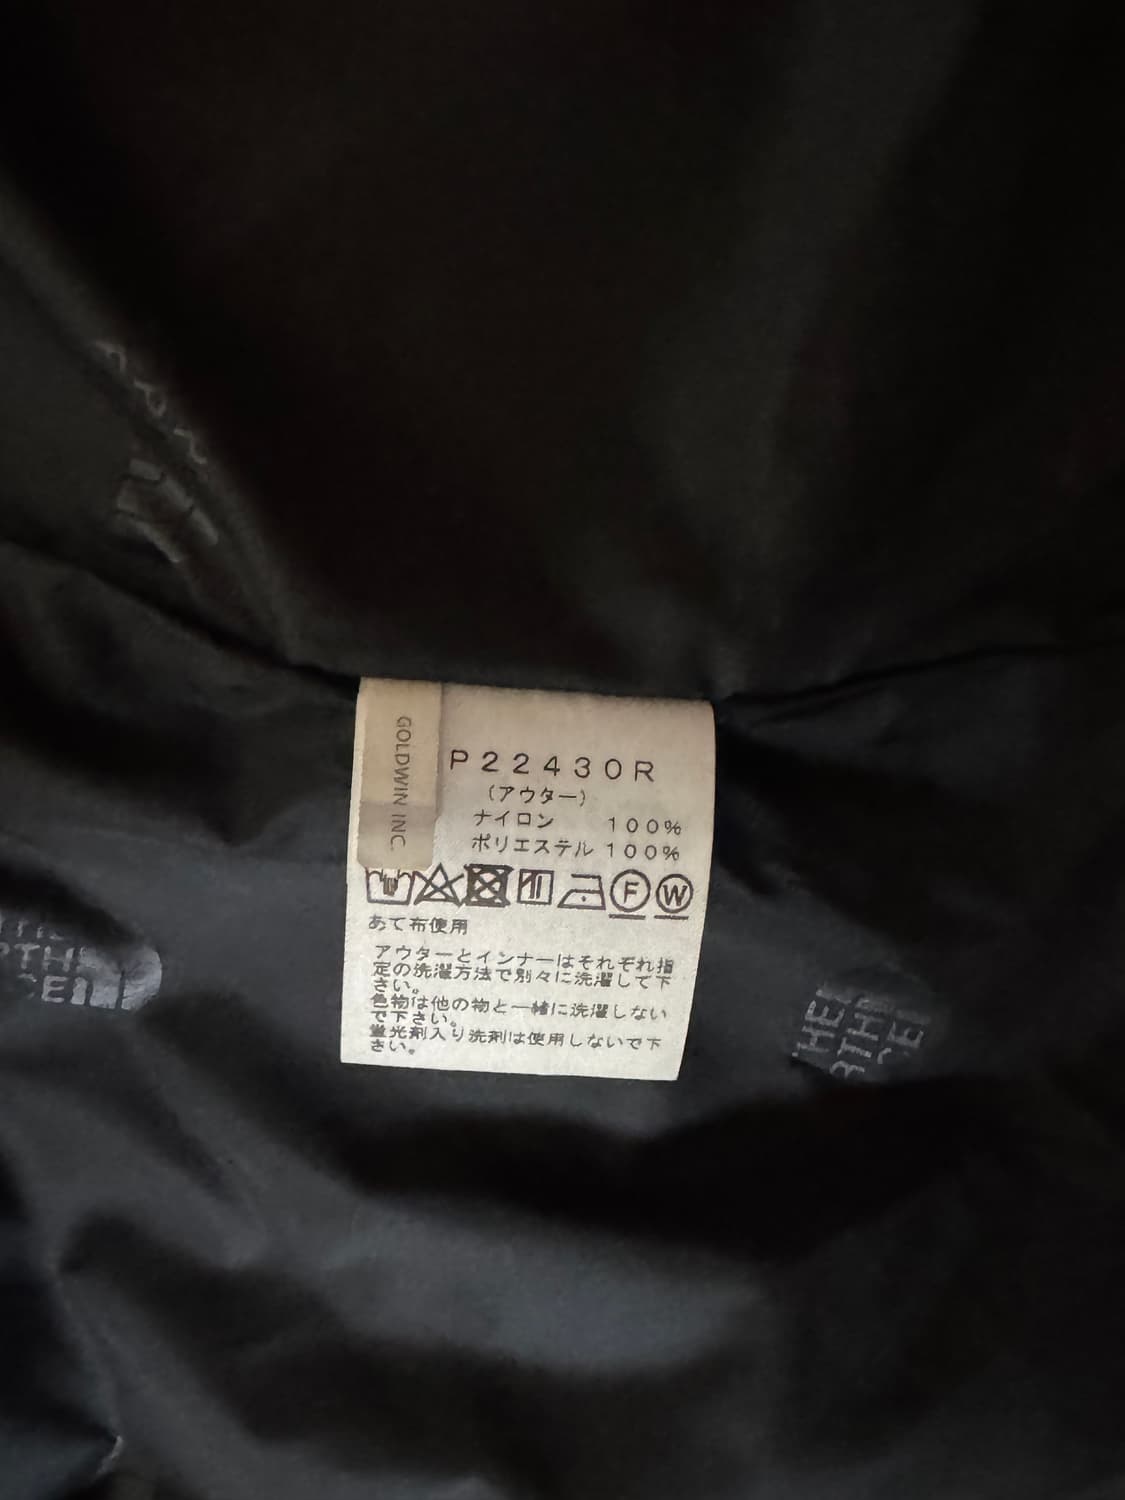 GOLDWIN INC.
P22430R
(アウター)
ナイロン 100%
ポリエステル 100%
F W
あて布使用
アウターとインナーはそれぞれ指
定の洗濯方法で別々に洗濯して下
さい。
色物は他の物と一緒に洗濯しない
で下さい。
蛍光剤入り洗剤は使用しないで下
さい。
THE